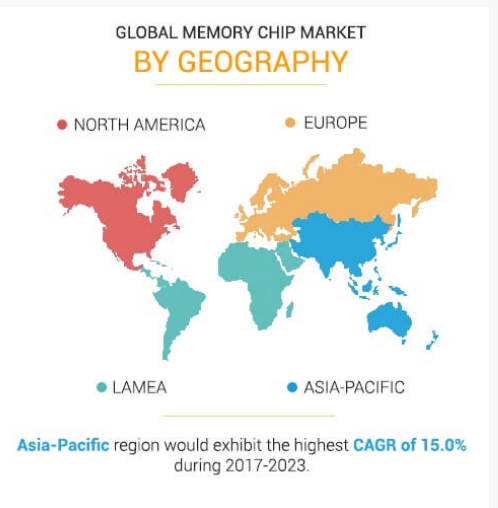 GLOBAL MEMORY CHIP MARKET
BY GEOGRAPHY
NORTH AMERICA
EUROPE
LAMEA
ASIA-PACIFIC
Asia-Pacific region would exhibit the highest CAGR of 15.0%
during 2017-2023.